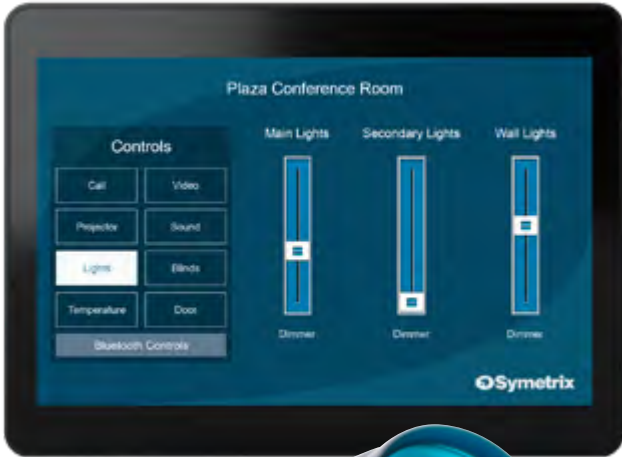 Plaza Conference Room
Controls
Call
Video
Projector
Sound
Lights
Blinds
Temperature
Door
Bluetooth Controls
Main Lights
Secondary Lights
Wall Lights
Dimmer
Dimmer
Dimmer
Symetrix